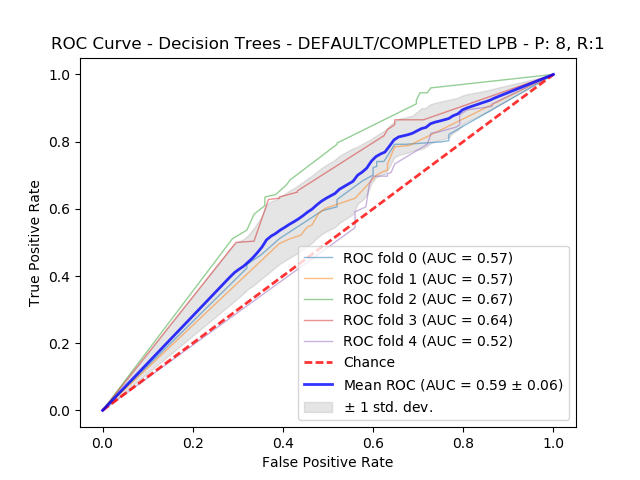 ROC Curve - Decision Trees - DEFAULT/COMPLETED LPB - P: 8, R:1
True Positive Rate
1.0
0.8
0.6
0.4
0.2
0.0
ROC fold 0 (AUC = 0.57)
ROC fold 1 (AUC = 0.57)
ROC fold 2 (AUC = 0.67)
ROC fold 3 (AUC = 0.64)
ROC fold 4 (AUC = 0.52)
Chance
Mean ROC (AUC = 0.59 ± 0.06)
± 1 std. dev.
0.0 0.2 0.4 0.6 0.8 1.0
False Positive Rate